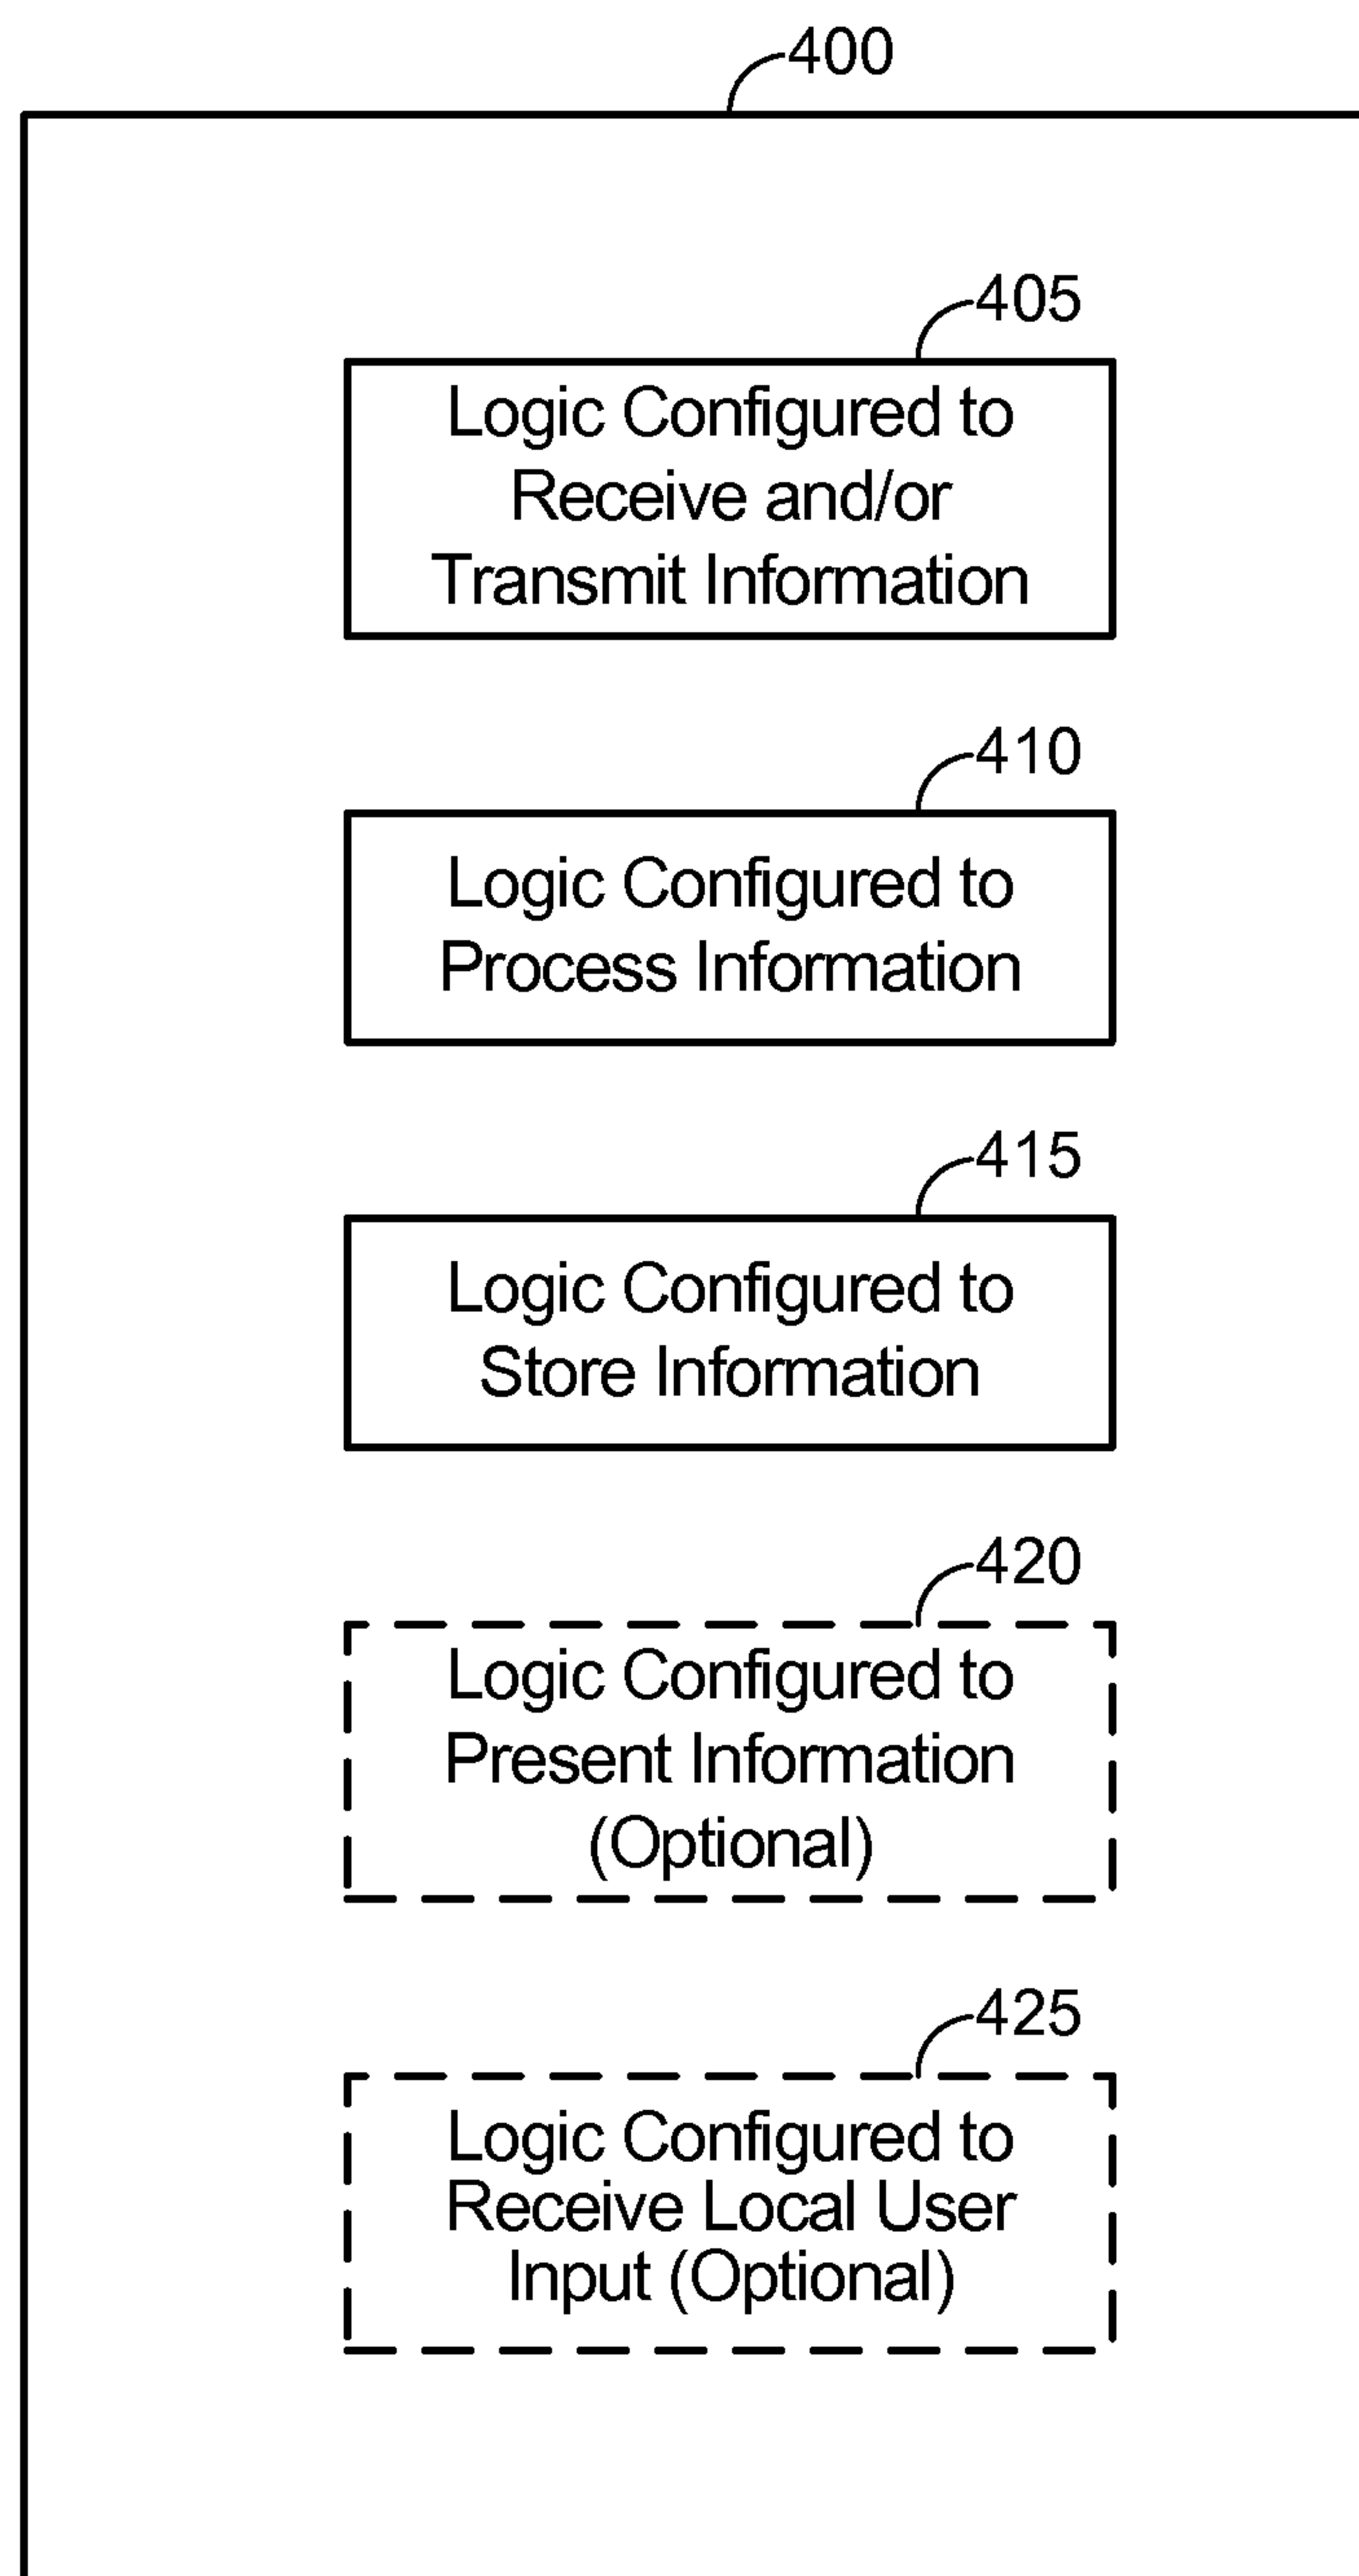 400
405
Logic Configured to
Receive and/or
Transmit Information
410
Logic Configured to
Process Information
415
Logic Configured to
Store Information
420
Logic Configured to
Present Information
(Optional)
425
Logic Configured to
Receive Local User
Input (Optional)